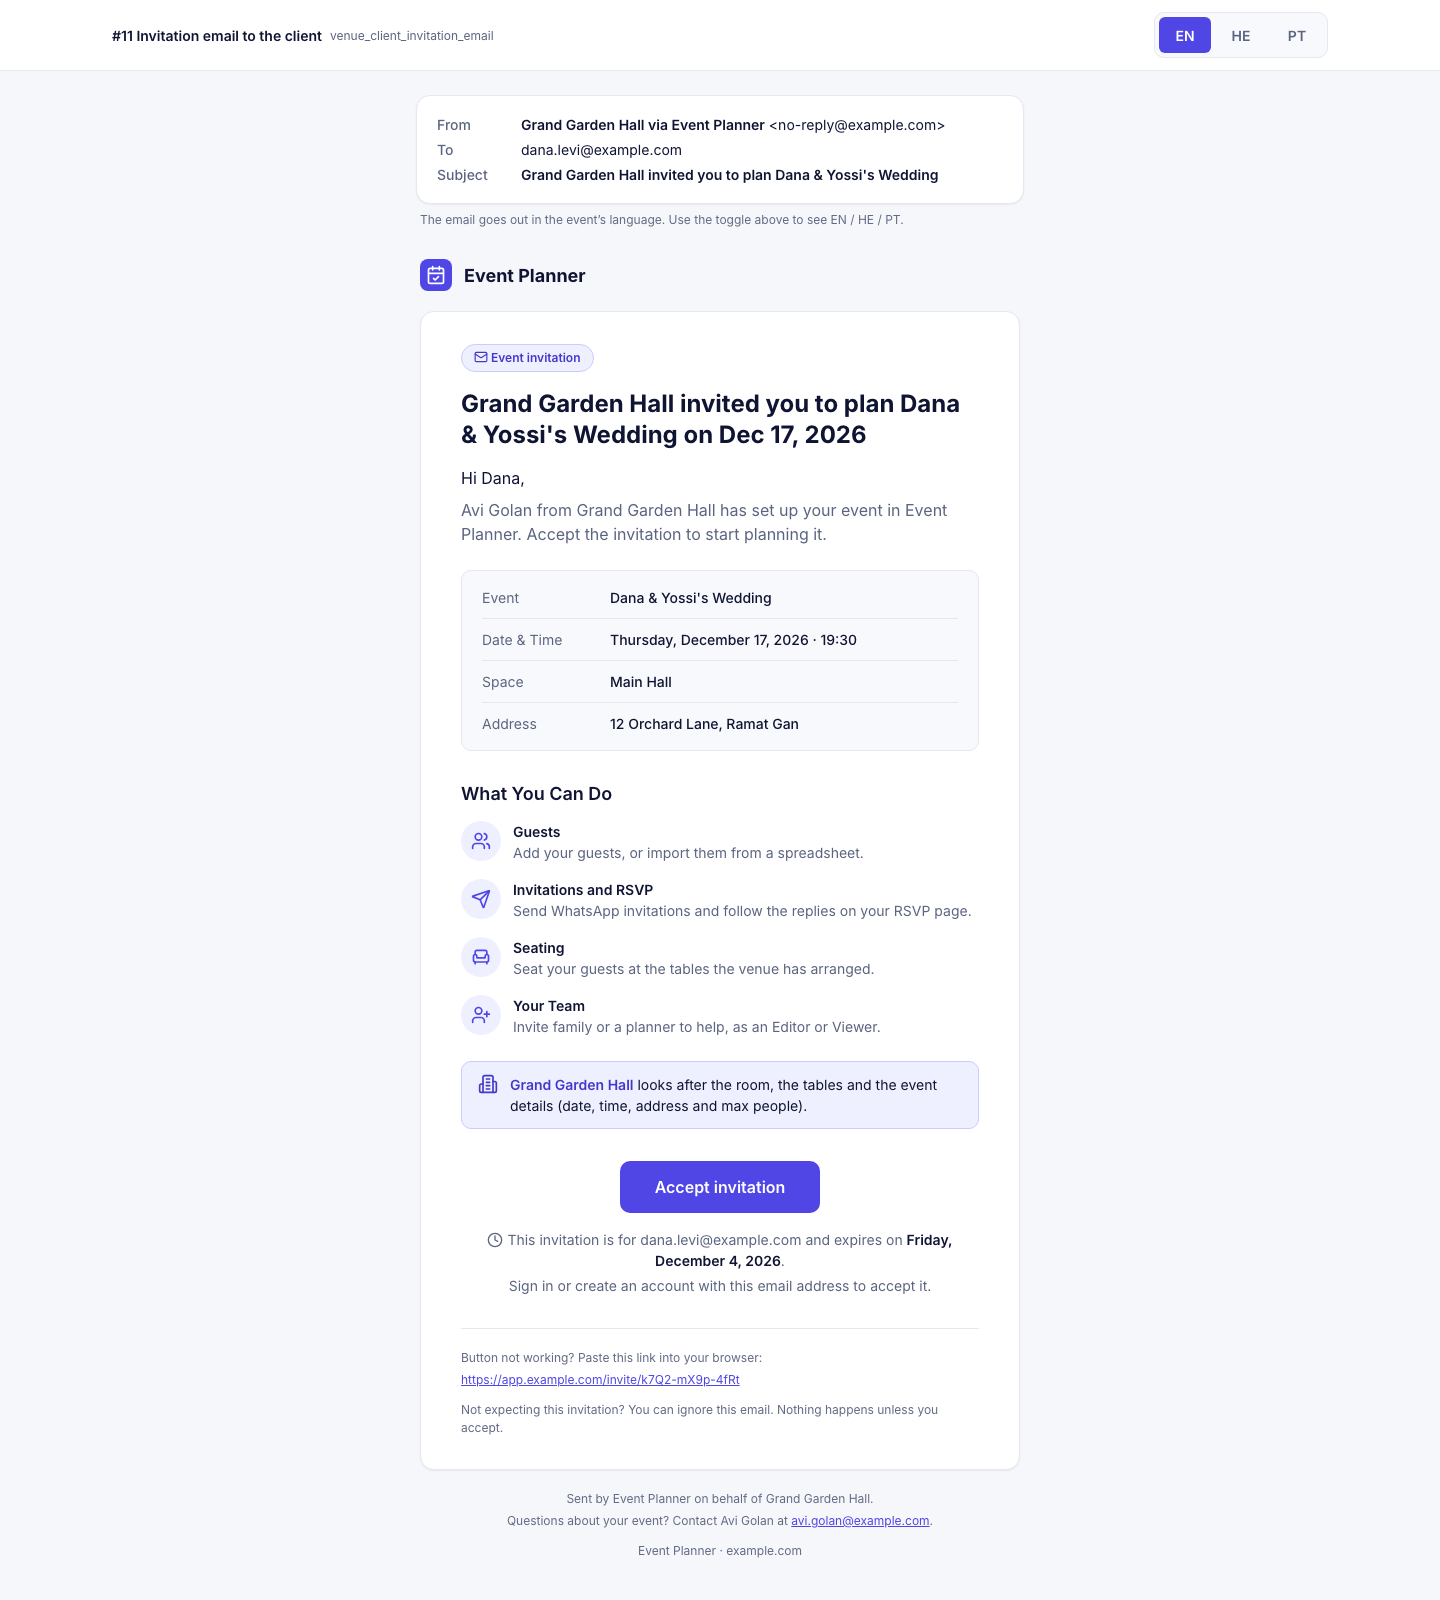 #11 Invitation email to the client venue_client_invitation_email
EN HE PT
From Grand Garden Hall via Event Planner <no-reply@example.com>
To dana.levi@example.com
Subject Grand Garden Hall invited you to plan Dana & Yossi's Wedding
The email goes out in the event’s language. Use the toggle above to see EN / HE / PT.
Event Planner
Event invitation
Grand Garden Hall invited you to plan Dana
& Yossi's Wedding on Dec 17, 2026
Hi Dana,
Avi Golan from Grand Garden Hall has set up your event in Event
Planner. Accept the invitation to start planning it.
Event Dana & Yossi's Wedding
Date & Time Thursday, December 17, 2026 · 19:30
Space Main Hall
Address 12 Orchard Lane, Ramat Gan
What You Can Do
Guests
Add your guests, or import them from a spreadsheet.
Invitations and RSVP
Send WhatsApp invitations and follow the replies on your RSVP page.
Seating
Seat your guests at the tables the venue has arranged.
Your Team
Invite family or a planner to help, as an Editor or Viewer.
Grand Garden Hall looks after the room, the tables and the event
details (date, time, address and max people).
Accept invitation
This invitation is for dana.levi@example.com and expires on Friday,
December 4, 2026.
Sign in or create an account with this email address to accept it.
Button not working? Paste this link into your browser:
https://app.example.com/invite/k7Q2-mX9p-4fRt
Not expecting this invitation? You can ignore this email. Nothing happens unless you
accept.
Sent by Event Planner on behalf of Grand Garden Hall.
Questions about your event? Contact Avi Golan at avi.golan@example.com.
Event Planner · example.com